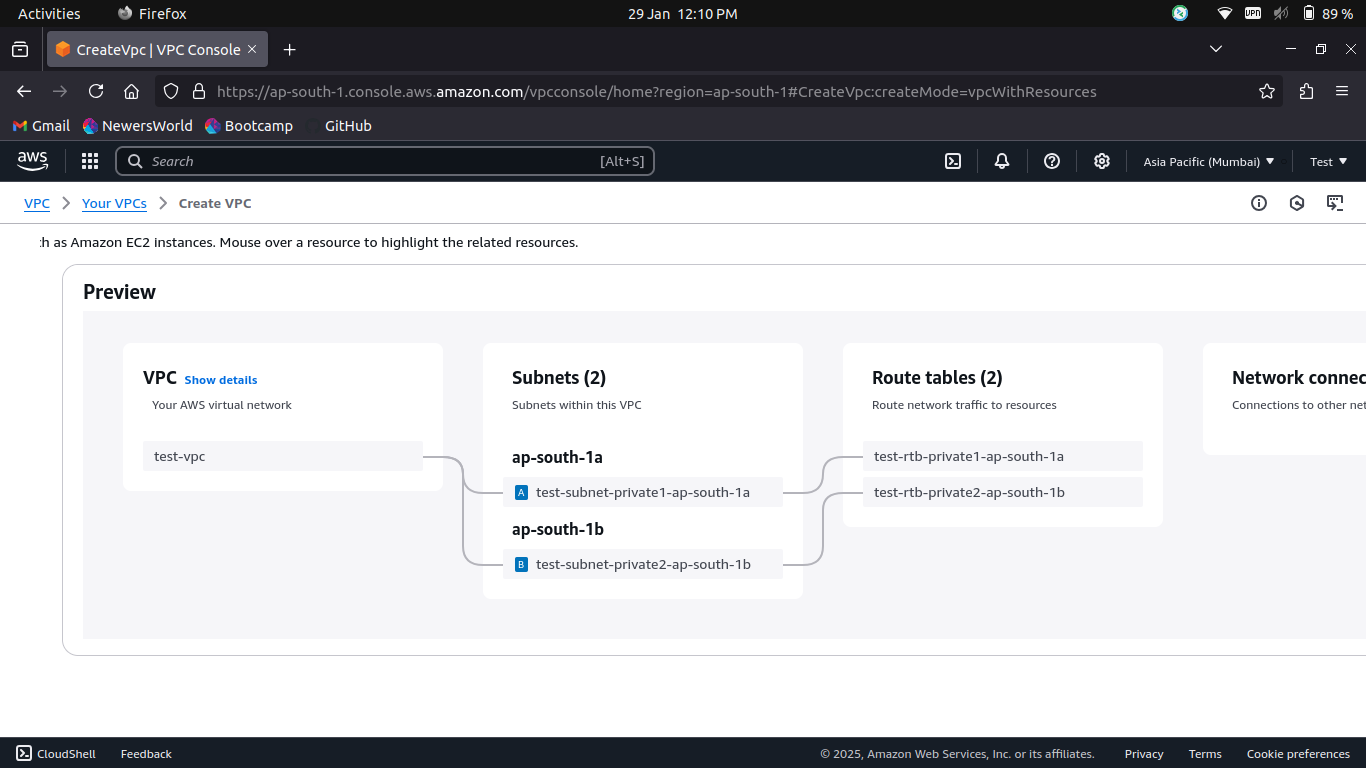 Activities Firefox 29 Jan 12:10 PM VPN 89 %
CreateVpc | VPC Console
https://ap-south-1.console.aws.amazon.com/vpcconsole/home?region=ap-south-1#CreateVpc:createMode=vpcWithResources
Gmail NewersWorld Bootcamp GitHub
aws Search [Alt+S] Asia Pacific (Mumbai) Test
VPC Your VPCs Create VPC
h as Amazon EC2 instances. Mouse over a resource to highlight the related resources.
Preview
VPC Show details
Your AWS virtual network
test-vpc
Subnets (2)
Subnets within this VPC
ap-south-1a
A test-subnet-private1-ap-south-1a
ap-south-1b
B test-subnet-private2-ap-south-1b
Route tables (2)
Route network traffic to resources
test-rtb-private1-ap-south-1a
test-rtb-private2-ap-south-1b
Network connec
Connections to other net
CloudShell Feedback © 2025, Amazon Web Services, Inc. or its affiliates. Privacy Terms Cookie preferences